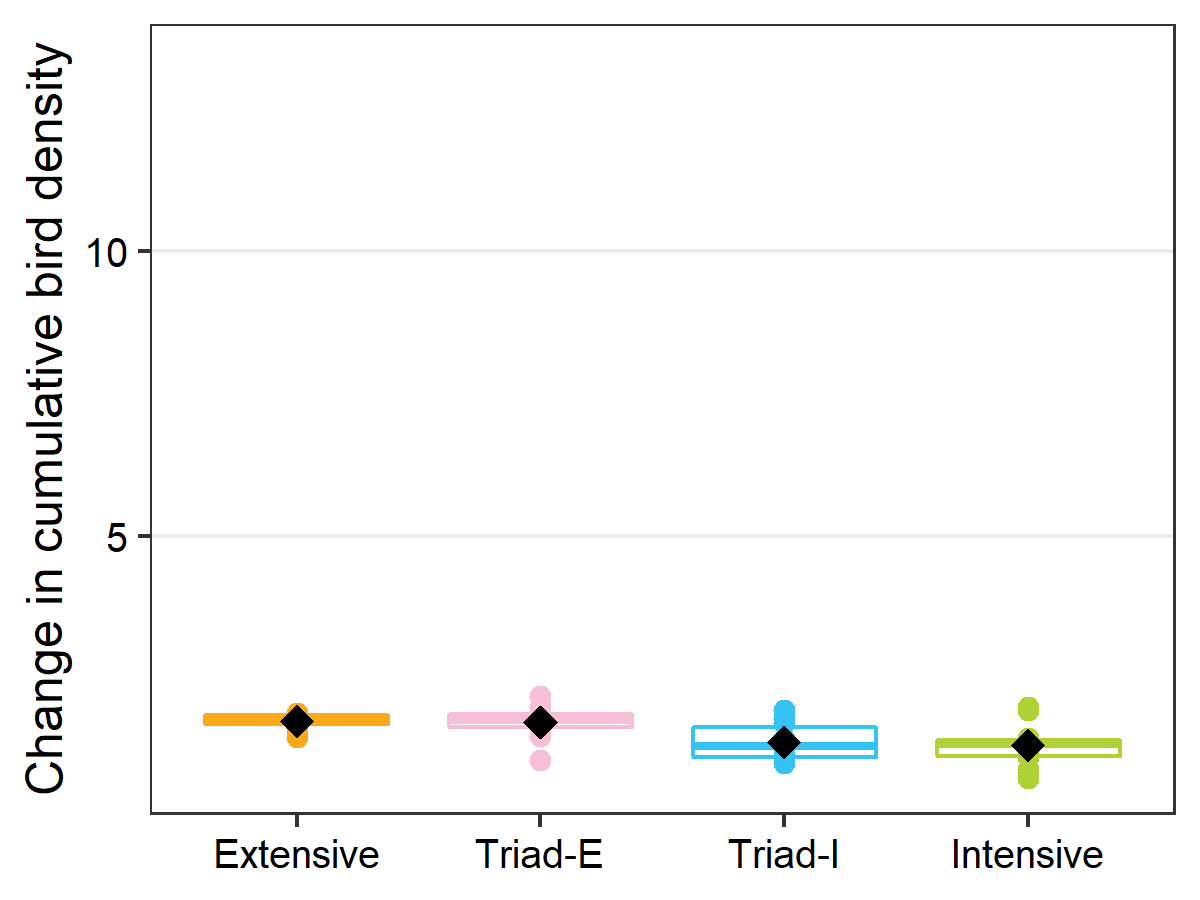 Change in cumulative bird density
10
5
Extensive
Triad-E
Triad-I
Intensive